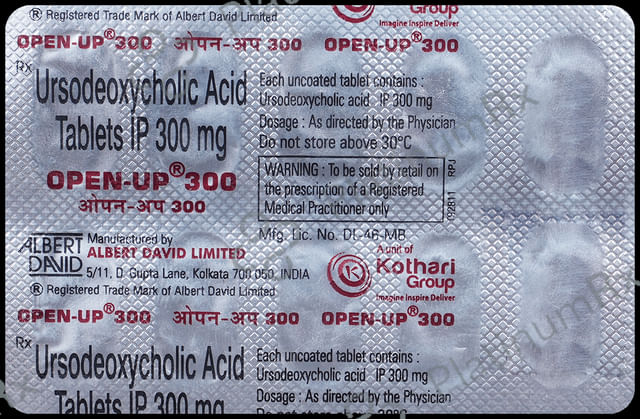 ® Registered Trade Mark of Albert David Limited
Group
Imagine Inspire Deliver
OPEN-UP®300 ओपन-अप 300 OPEN-UP®300
Rx
Ursodeoxycholic Acid
Tablets IP 300 mg
OPEN-UP®300
ओपन-अप 300
Each uncoated tablet contains :
Ursodeoxycholic acid IP 300 mg
Dosage : As directed by the Physician
Do not store above 30°C
WARNING : To be sold by retail on
the prescription of a Registered
Medical Practitioner only
92811 RPJ
Mfg. Lic. No. DL-46-MB
ALBERT
DAVID
Manufactured by
ALBERT DAVID LIMITED
5/11, D. Gupta Lane, Kolkata 700 050, INDIA
® Registered Trade Mark of Albert David Limited
A unit of
K
Kothari
Group
Imagine Inspire Deliver
OPEN-UP®300 ओपन-अप 300 OPEN-UP®300
Rx
Ursodeoxycholic Acid
Tablets IP 300 mg
Each uncoated tablet contains :
Ursodeoxycholic acid IP 300 mg
Dosage : As directed by the Physician